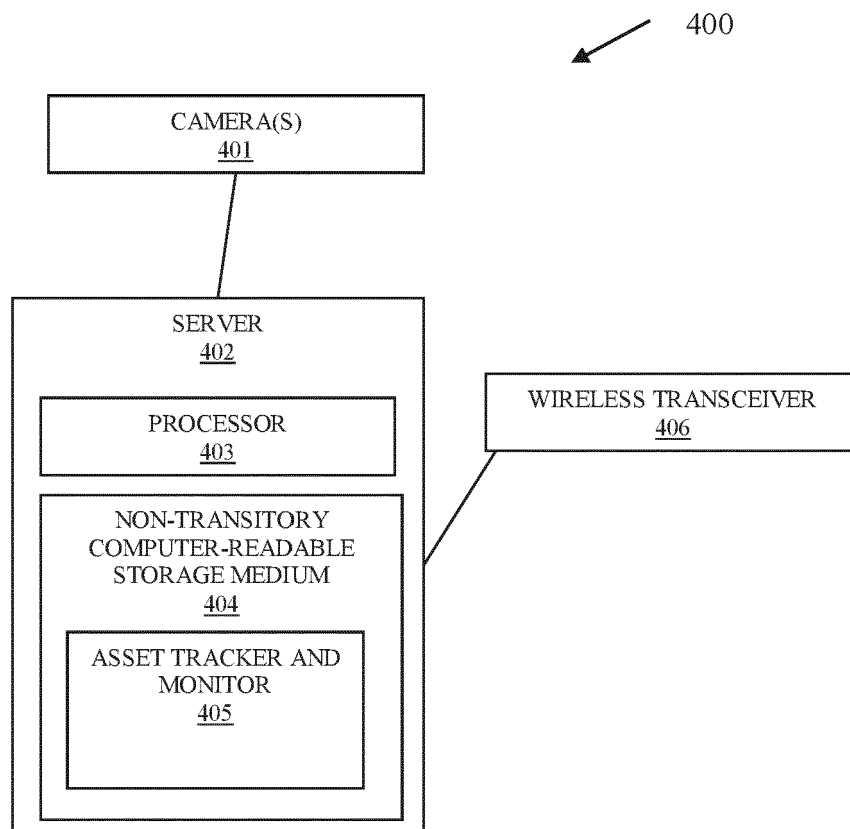 400
CAMERA(S)
401
SERVER
402
PROCESSOR
403
WIRELESS TRANSCEIVER
406
NON-TRANSITORY
COMPUTER-READABLE
STORAGE MEDIUM
404
ASSET TRACKER AND
MONITOR
405